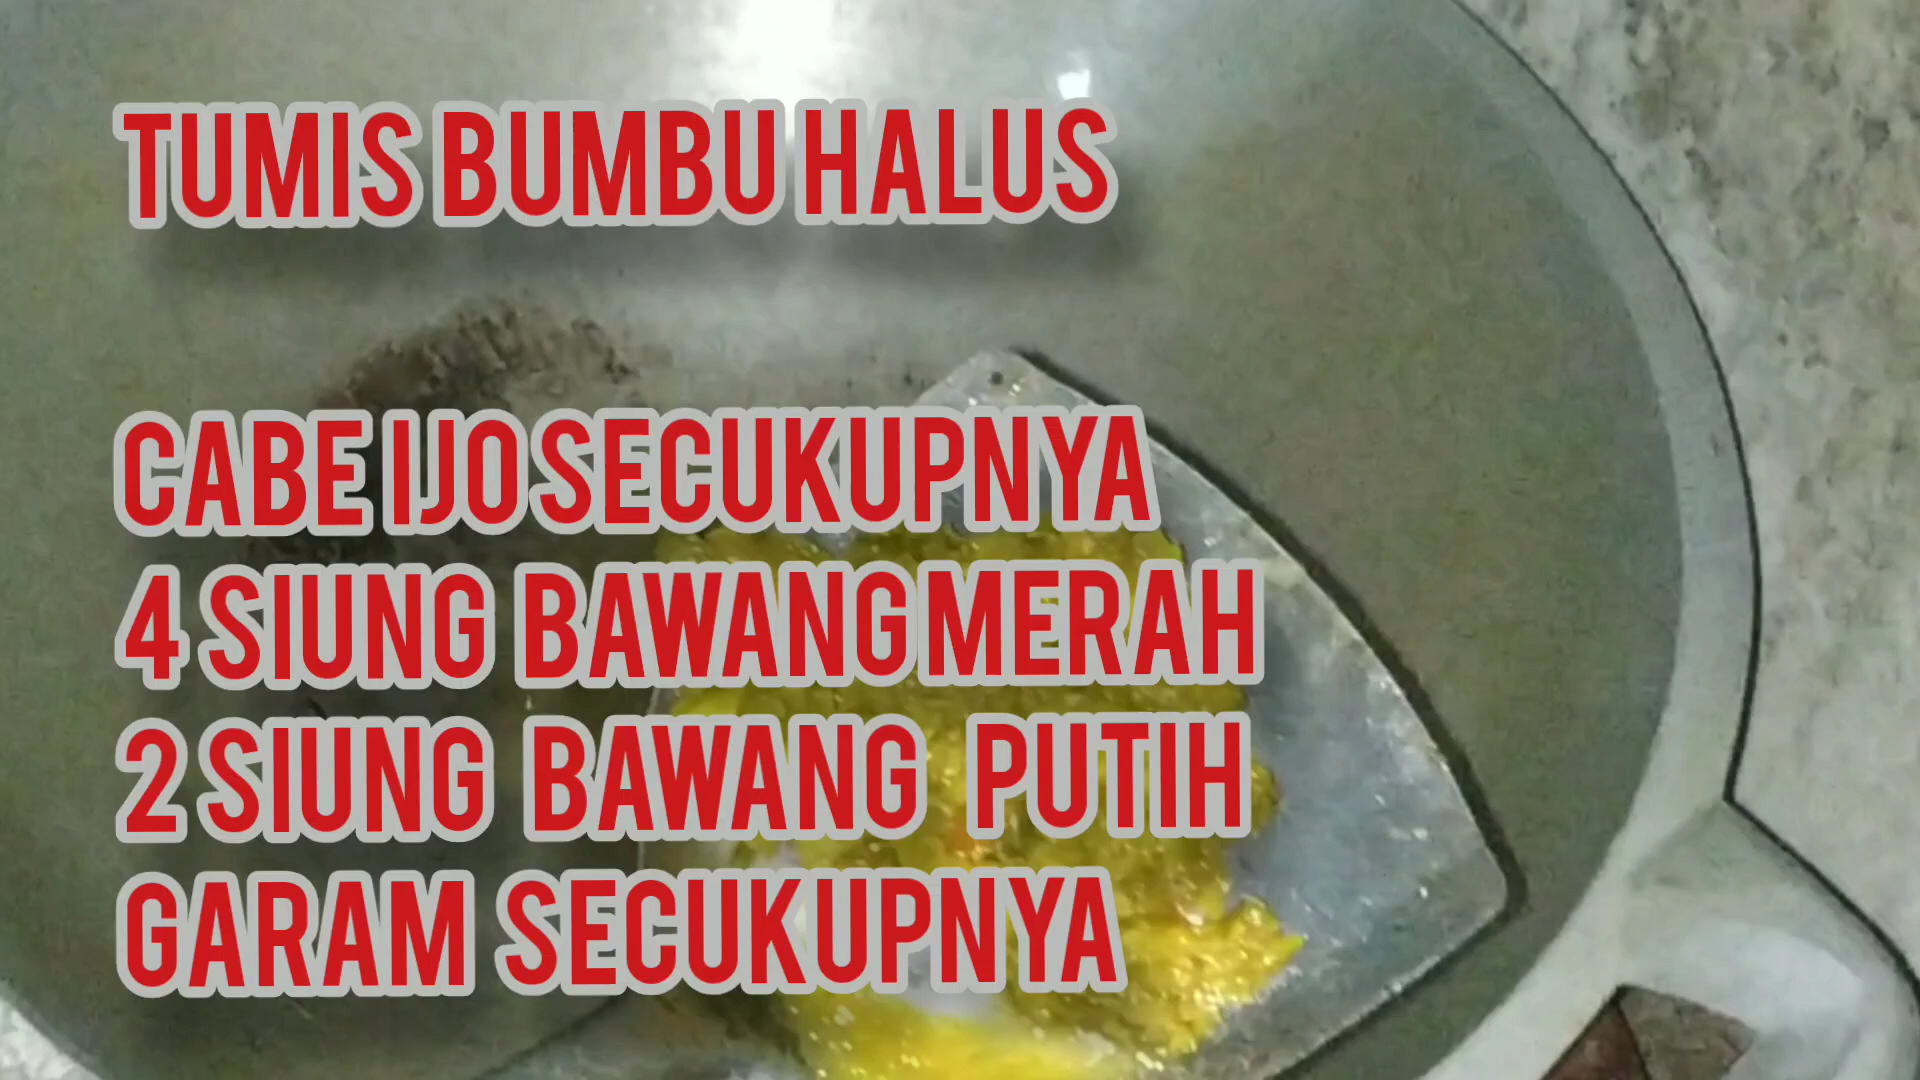 TUMIS BUMBU HALUS
CABE IJO SECUKUPNYA
4 SIUNG BAWANG MERAH
2 SIUNG BAWANG PUTIH
GARAM SECUKUPNYA